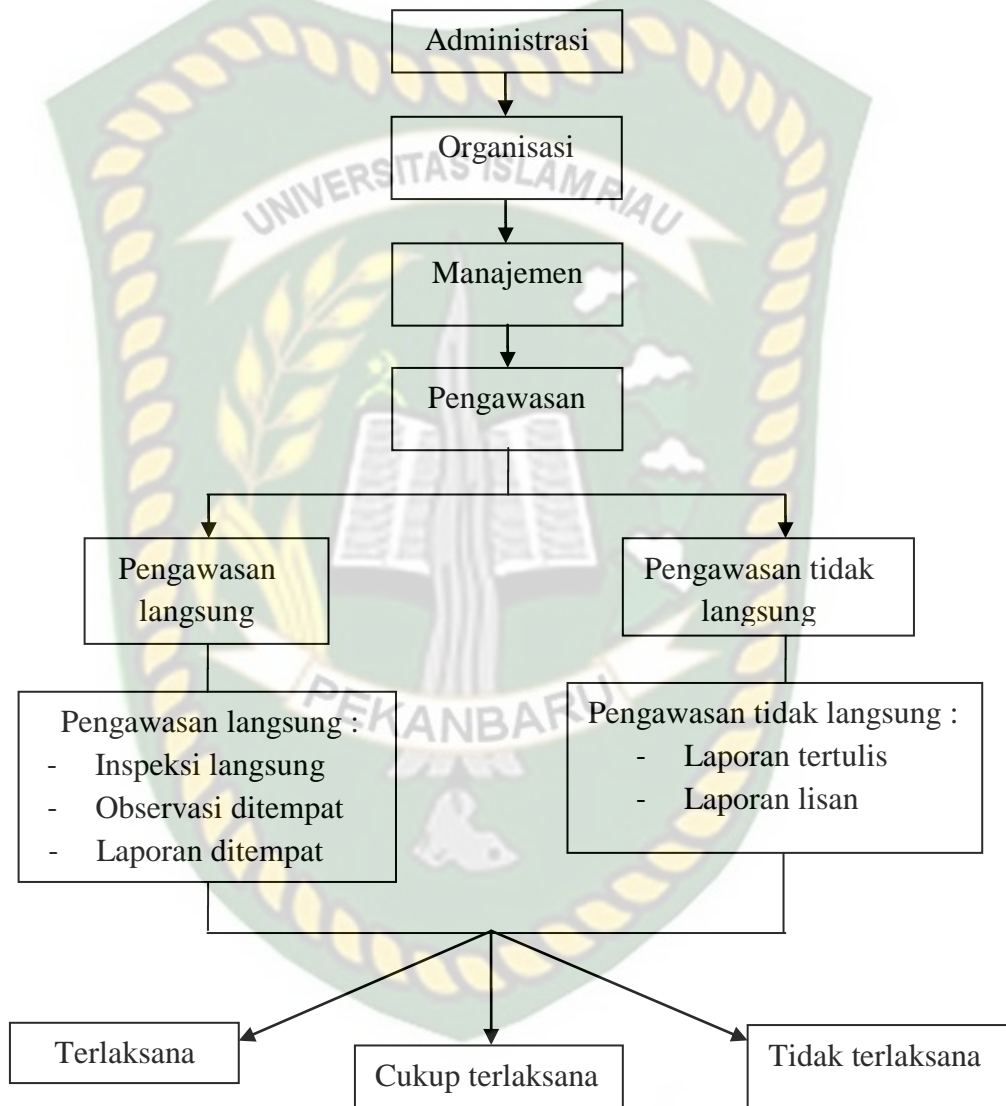 Administrasi
UNIVERSITAS ISLAM RIAU
Organisasi
Manajemen
Pengawasan
Pengawasan
langsung
Pengawasan tidak
langsung
PEKANBARU
Pengawasan langsung :
- Inspeksi langsung
- Observasi ditempat
- Laporan ditempat
Pengawasan tidak langsung :
- Laporan tertulis
- Laporan lisan
Terlaksana
Cukup terlaksana
Tidak terlaksana